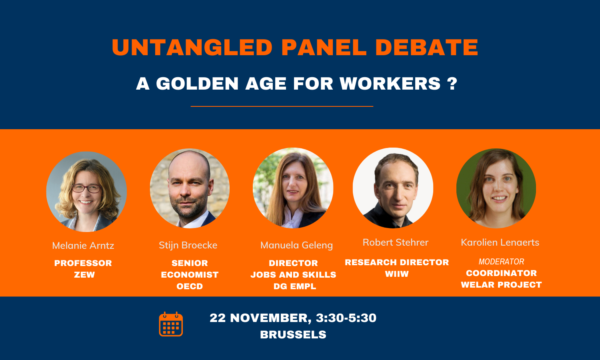 UNTANGLED PANEL DEBATE
A GOLDEN AGE FOR WORKERS ?
Melanie Arntz
PROFESSOR
ZEW
Stijn Broecke
SENIOR
ECONOMIST
OECD
Manuela Geleng
DIRECTOR
JOBS AND SKILLS
DG EMPL
Robert Stehrer
RESEARCH DIRECTOR
WIIW
Karolien Lenaerts
MODERATOR
COORDINATOR
WELAR PROJECT
22 NOVEMBER, 3:30-5:30
BRUSSELS